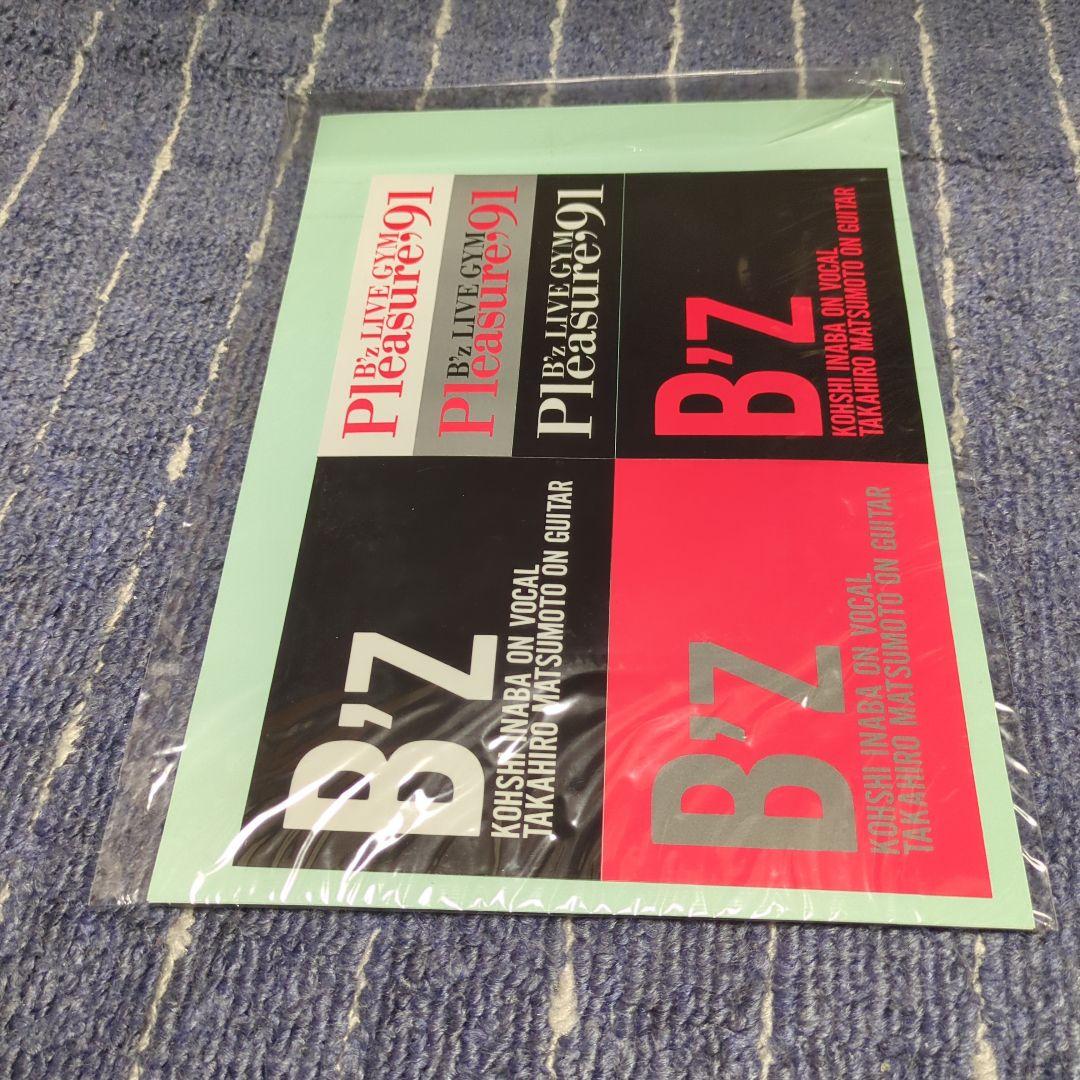 B'z LIVE GYM
Pleasure'91
B'z LIVE GYM
Pleasure'91
B'z LIVE GYM
Pleasure'91
B'z
KOHSHI INABA ON VOCAL
TAKAHIRO MATSUMOTO ON GUITAR
B'z
KOHSHI INABA ON VOCAL
TAKAHIRO MATSUMOTO ON GUITAR
B'z
KOHSHI INABA ON VOCAL
TAKAHIRO MATSUMOTO ON GUITAR